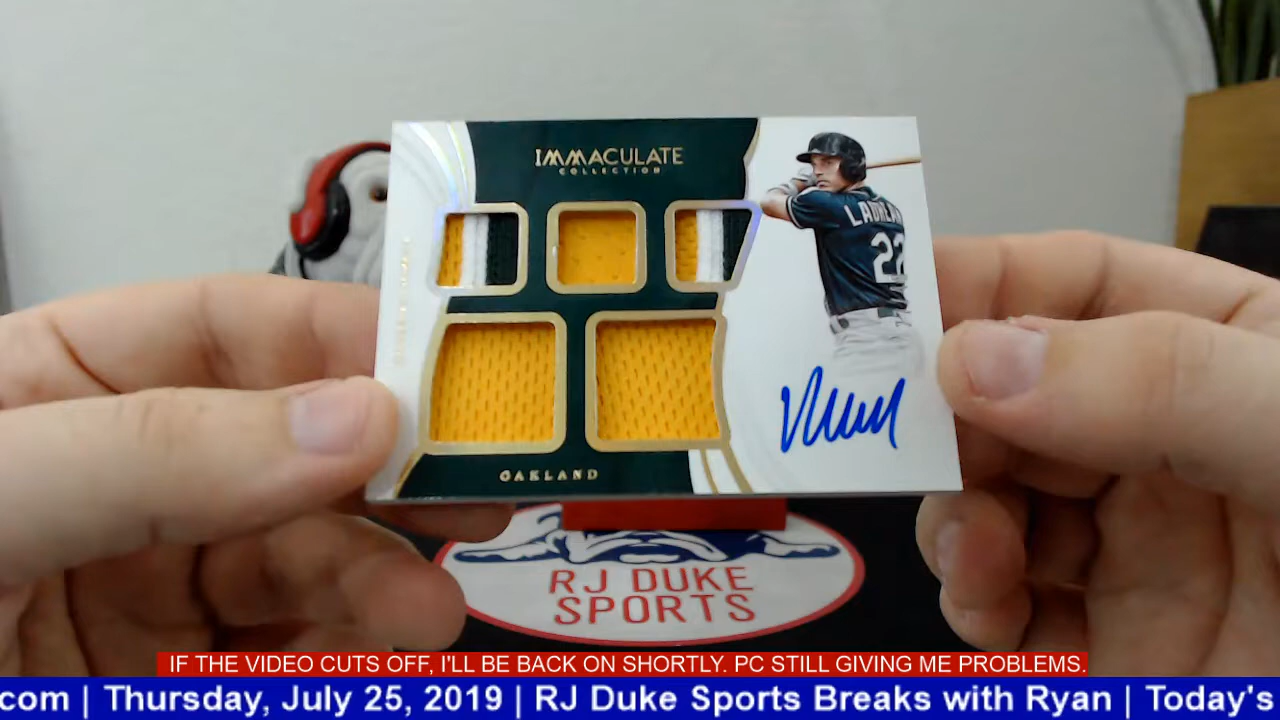 IMMACULATE
COLLECTION
22
OAKLAND
RJ DUKE
SPORTS
IF THE VIDEO CUTS OFF, I'LL BE BACK ON SHORTLY. PC STILL GIVING ME PROBLEMS.
com | Thursday, July 25, 2019 | RJ Duke Sports Breaks with Ryan | Today's